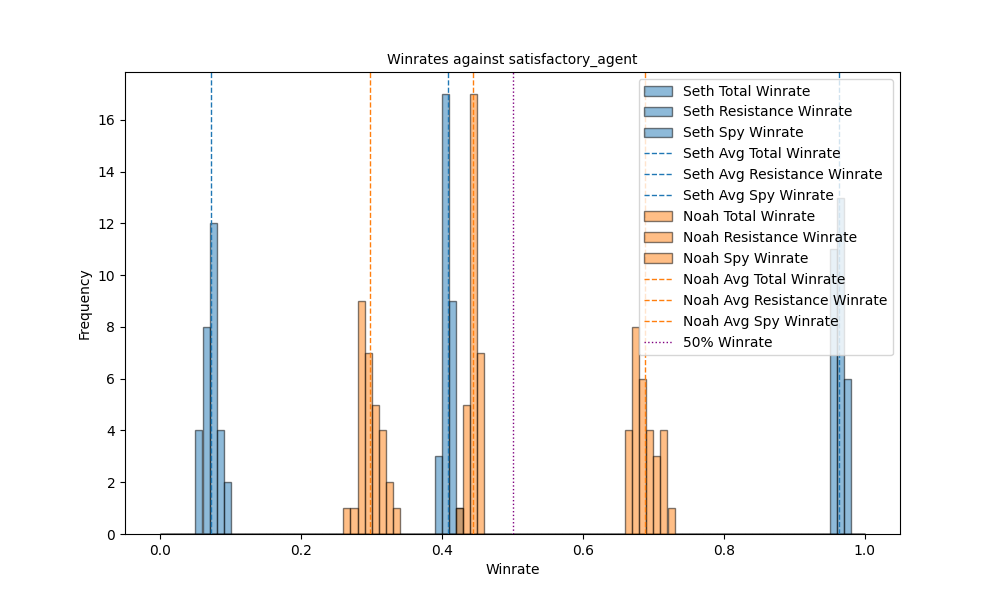 Winrates against satisfactory_agent
Seth Total Winrate
Seth Resistance Winrate
Seth Spy Winrate
Seth Avg Total Winrate
Seth Avg Resistance Winrate
Seth Avg Spy Winrate
Noah Total Winrate
Noah Resistance Winrate
Noah Spy Winrate
Noah Avg Total Winrate
Noah Avg Resistance Winrate
Noah Avg Spy Winrate
50% Winrate
Frequency
16
14
12
10
8
6
4
2
0
0.0 0.2 0.4 0.6 0.8 1.0
Winrate